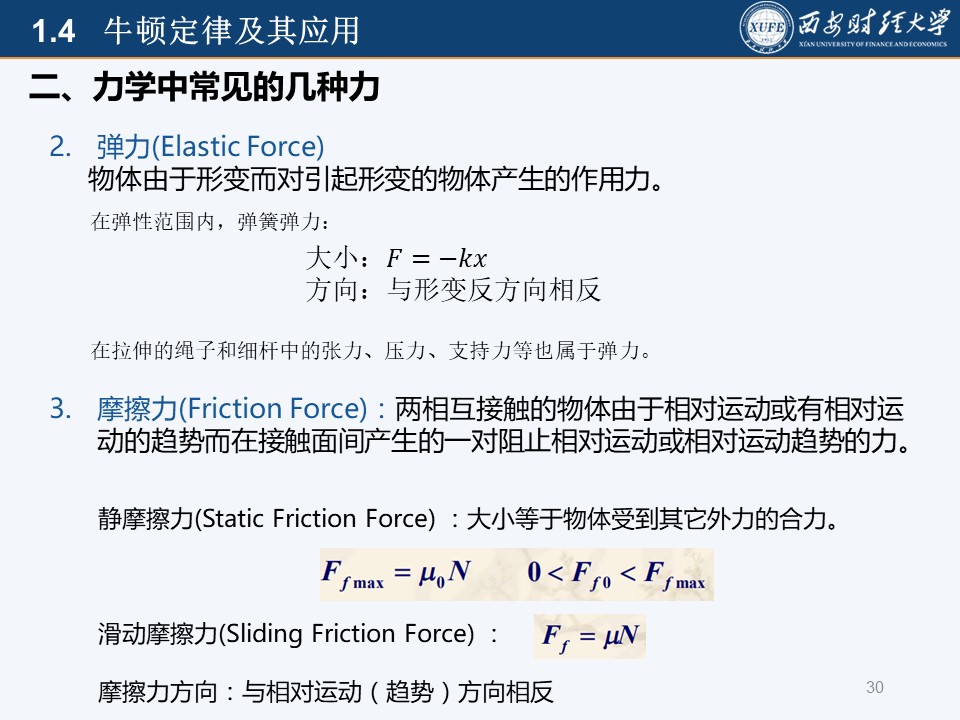 1.4 牛顿定律及其应用
XUFE 西安财经大学
XI'AN UNIVERSITY OF FINANCE AND ECONOMICS
二、力学中常见的几种力
2. 弹力(Elastic Force)
物体由于形变而对引起形变的物体产生的作用力。
在弹性范围内，弹簧弹力：
大小：F = −kx
方向：与形变反方向相反
在拉伸的绳子和细杆中的张力、压力、支持力等也属于弹力。
3. 摩擦力(Friction Force)：两相互接触的物体由于相对运动或有相对运
动的趋势而在接触面间产生的一对阻止相对运动或相对运动趋势的力。
静摩擦力(Static Friction Force) ：大小等于物体受到其它外力的合力。
F_{f max} = μ₀N 0 < F_{f0} < F_{f max}
滑动摩擦力(Sliding Friction Force) ： F_f = μN
摩擦力方向：与相对运动（趋势）方向相反
30